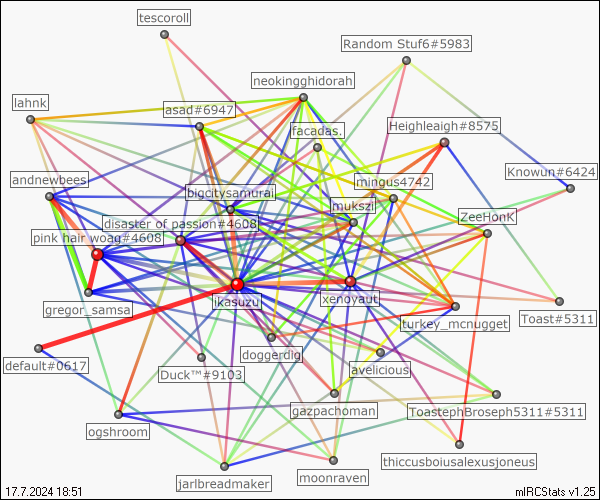 tescoroll
Random Stuf6#5983
neokingghidorah
lahnk
asad#6947
facadas.
Heighleaigh#8575
Knowun#6424
andnewbees
bigcitysamurai
mingus4742
mukszi
ZeeHonK
disaster of passion#4608
pink hair woag#4608
gregor_samsa
ikasuzu
xenoyaut
turkey_mcnugget
Toast#5311
doggerdig
default#0617
Duck™#9103
avelicious
gazpachoman
ToastephBroseph5311#5311
ogshroom
thiccusboiusalexusjoneus
jarlbreadmaker
moonraven
17.7.2024 18:51
mIRCStats v1.25